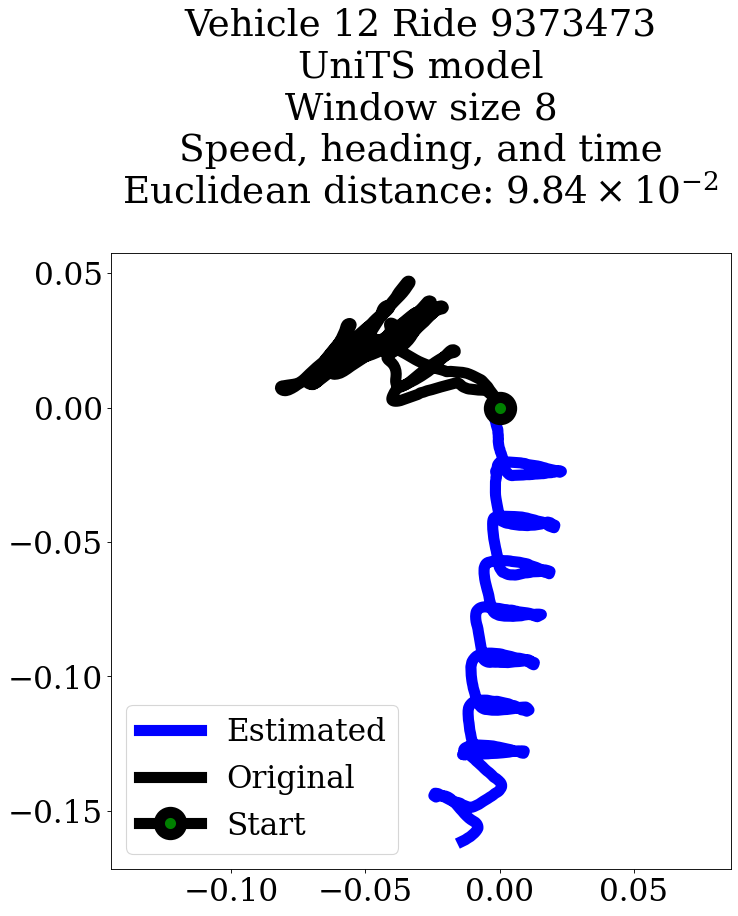 Vehicle 12 Ride 9373473
UniTS model
Window size 8
Speed, heading, and time
Euclidean distance: 9.84 × 10⁻²
0.05
0.00
−0.05
−0.10
−0.15
Estimated
Original
Start
−0.10 −0.05 0.00 0.05